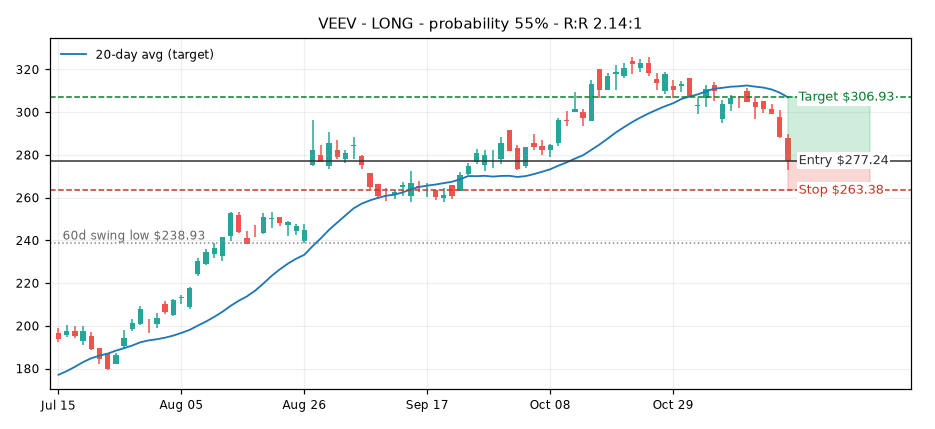 VEEV - LONG - probability 55% - R:R 2.14:1
20-day avg (target)
320
300
280
260
240
220
200
180
Target $306.93
Entry $277.24
Stop $263.38
60d swing low $238.93
Jul 15
Aug 05
Aug 26
Sep 17
Oct 08
Oct 29